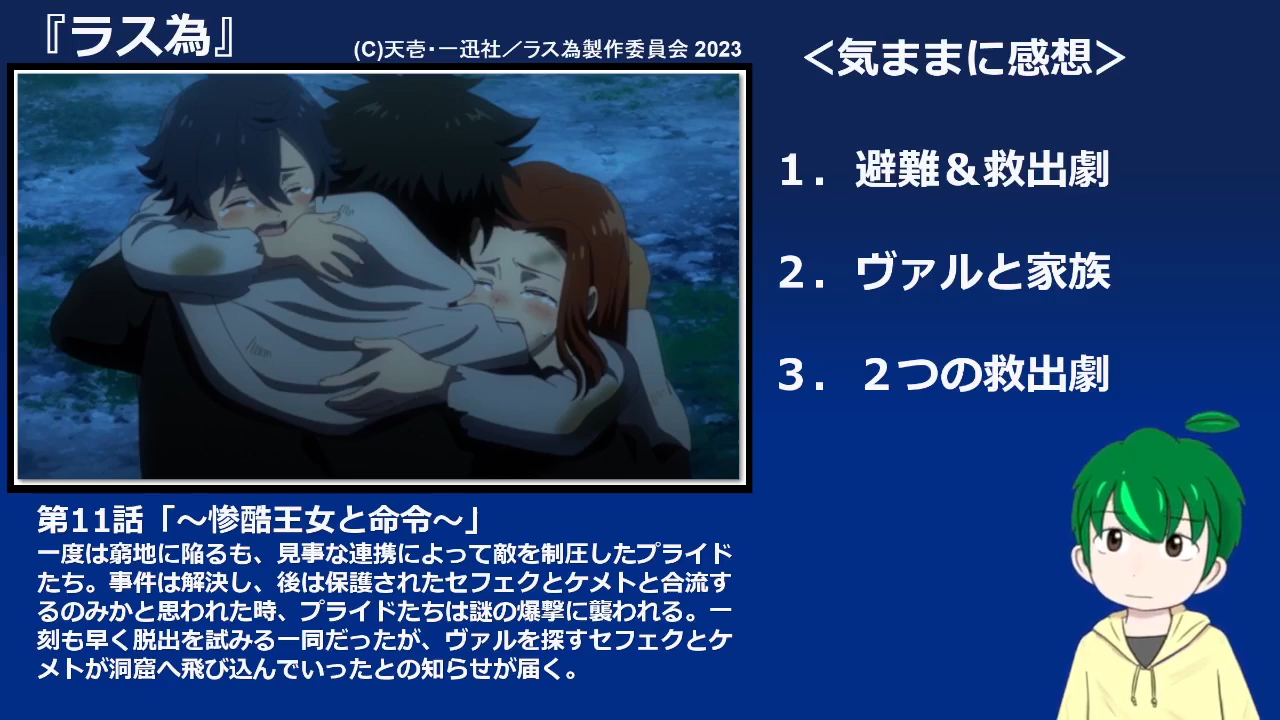 『ラス為』
(C)天壱・一迅社／ラス為製作委員会 2023
＜気ままに感想＞
１．避難＆救出劇
２．ヴァルと家族
３．２つの救出劇
第11話「～惨酷王女と命令～」
一度は窮地に陥るも、見事な連携によって敵を制圧したプライド
たち。事件は解決し、後は保護されたセフェクとケメトと合流す
るのみかと思われた時、プライドたちは謎の爆撃に襲われる。一
刻も早く脱出を試みる一同だったが、ヴァルを探すセフェクとケ
メトが洞窟へ飛び込んでいったとの知らせが届く。